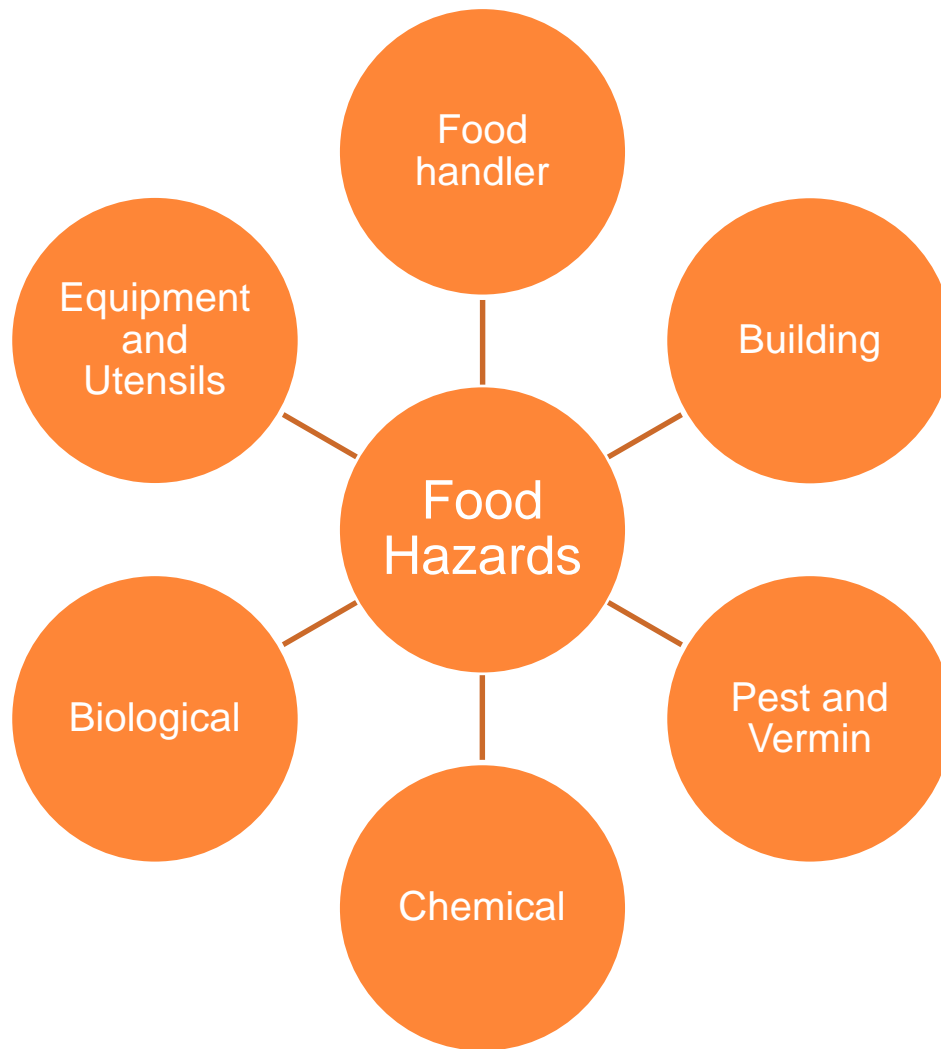 Food
handler
Equipment
and
Utensils
Building
Food
Hazards
Biological
Pest and
Vermin
Chemical